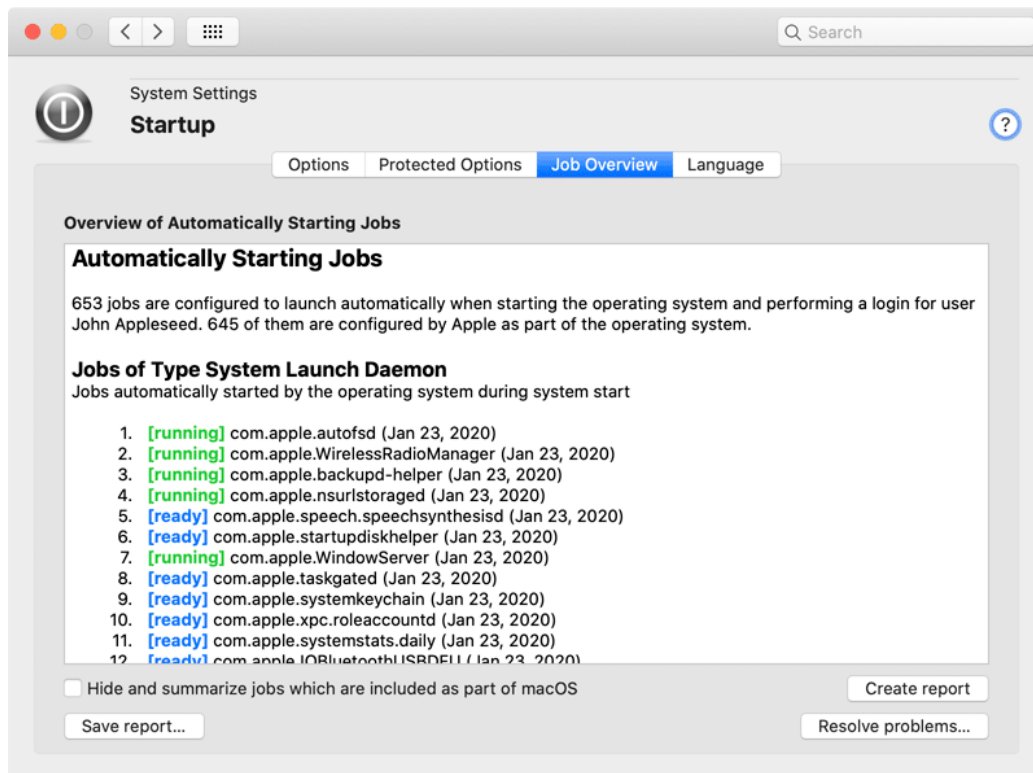 Search
System Settings
Startup
?
Options Protected Options Job Overview Language
Overview of Automatically Starting Jobs
Automatically Starting Jobs
653 jobs are configured to launch automatically when starting the operating system and performing a login for user
John Appleseed. 645 of them are configured by Apple as part of the operating system.
Jobs of Type System Launch Daemon
Jobs automatically started by the operating system during system start
1. [running] com.apple.autofsd (Jan 23, 2020)
2. [running] com.apple.WirelessRadioManager (Jan 23, 2020)
3. [running] com.apple.backupd-helper (Jan 23, 2020)
4. [running] com.apple.nsurlstoraged (Jan 23, 2020)
5. [ready] com.apple.speech.speechsynthesisd (Jan 23, 2020)
6. [ready] com.apple.startupdiskhelper (Jan 23, 2020)
7. [running] com.apple.WindowServer (Jan 23, 2020)
8. [ready] com.apple.taskgated (Jan 23, 2020)
9. [ready] com.apple.systemkeychain (Jan 23, 2020)
10. [ready] com.apple.xpc.roleaccountd (Jan 23, 2020)
11. [ready] com.apple.systemstats.daily (Jan 23, 2020)
12. [ready] com.apple.IOBluetoothUSBDFU (Jan 23, 2020)
Hide and summarize jobs which are included as part of macOS
Create report
Save report...
Resolve problems...